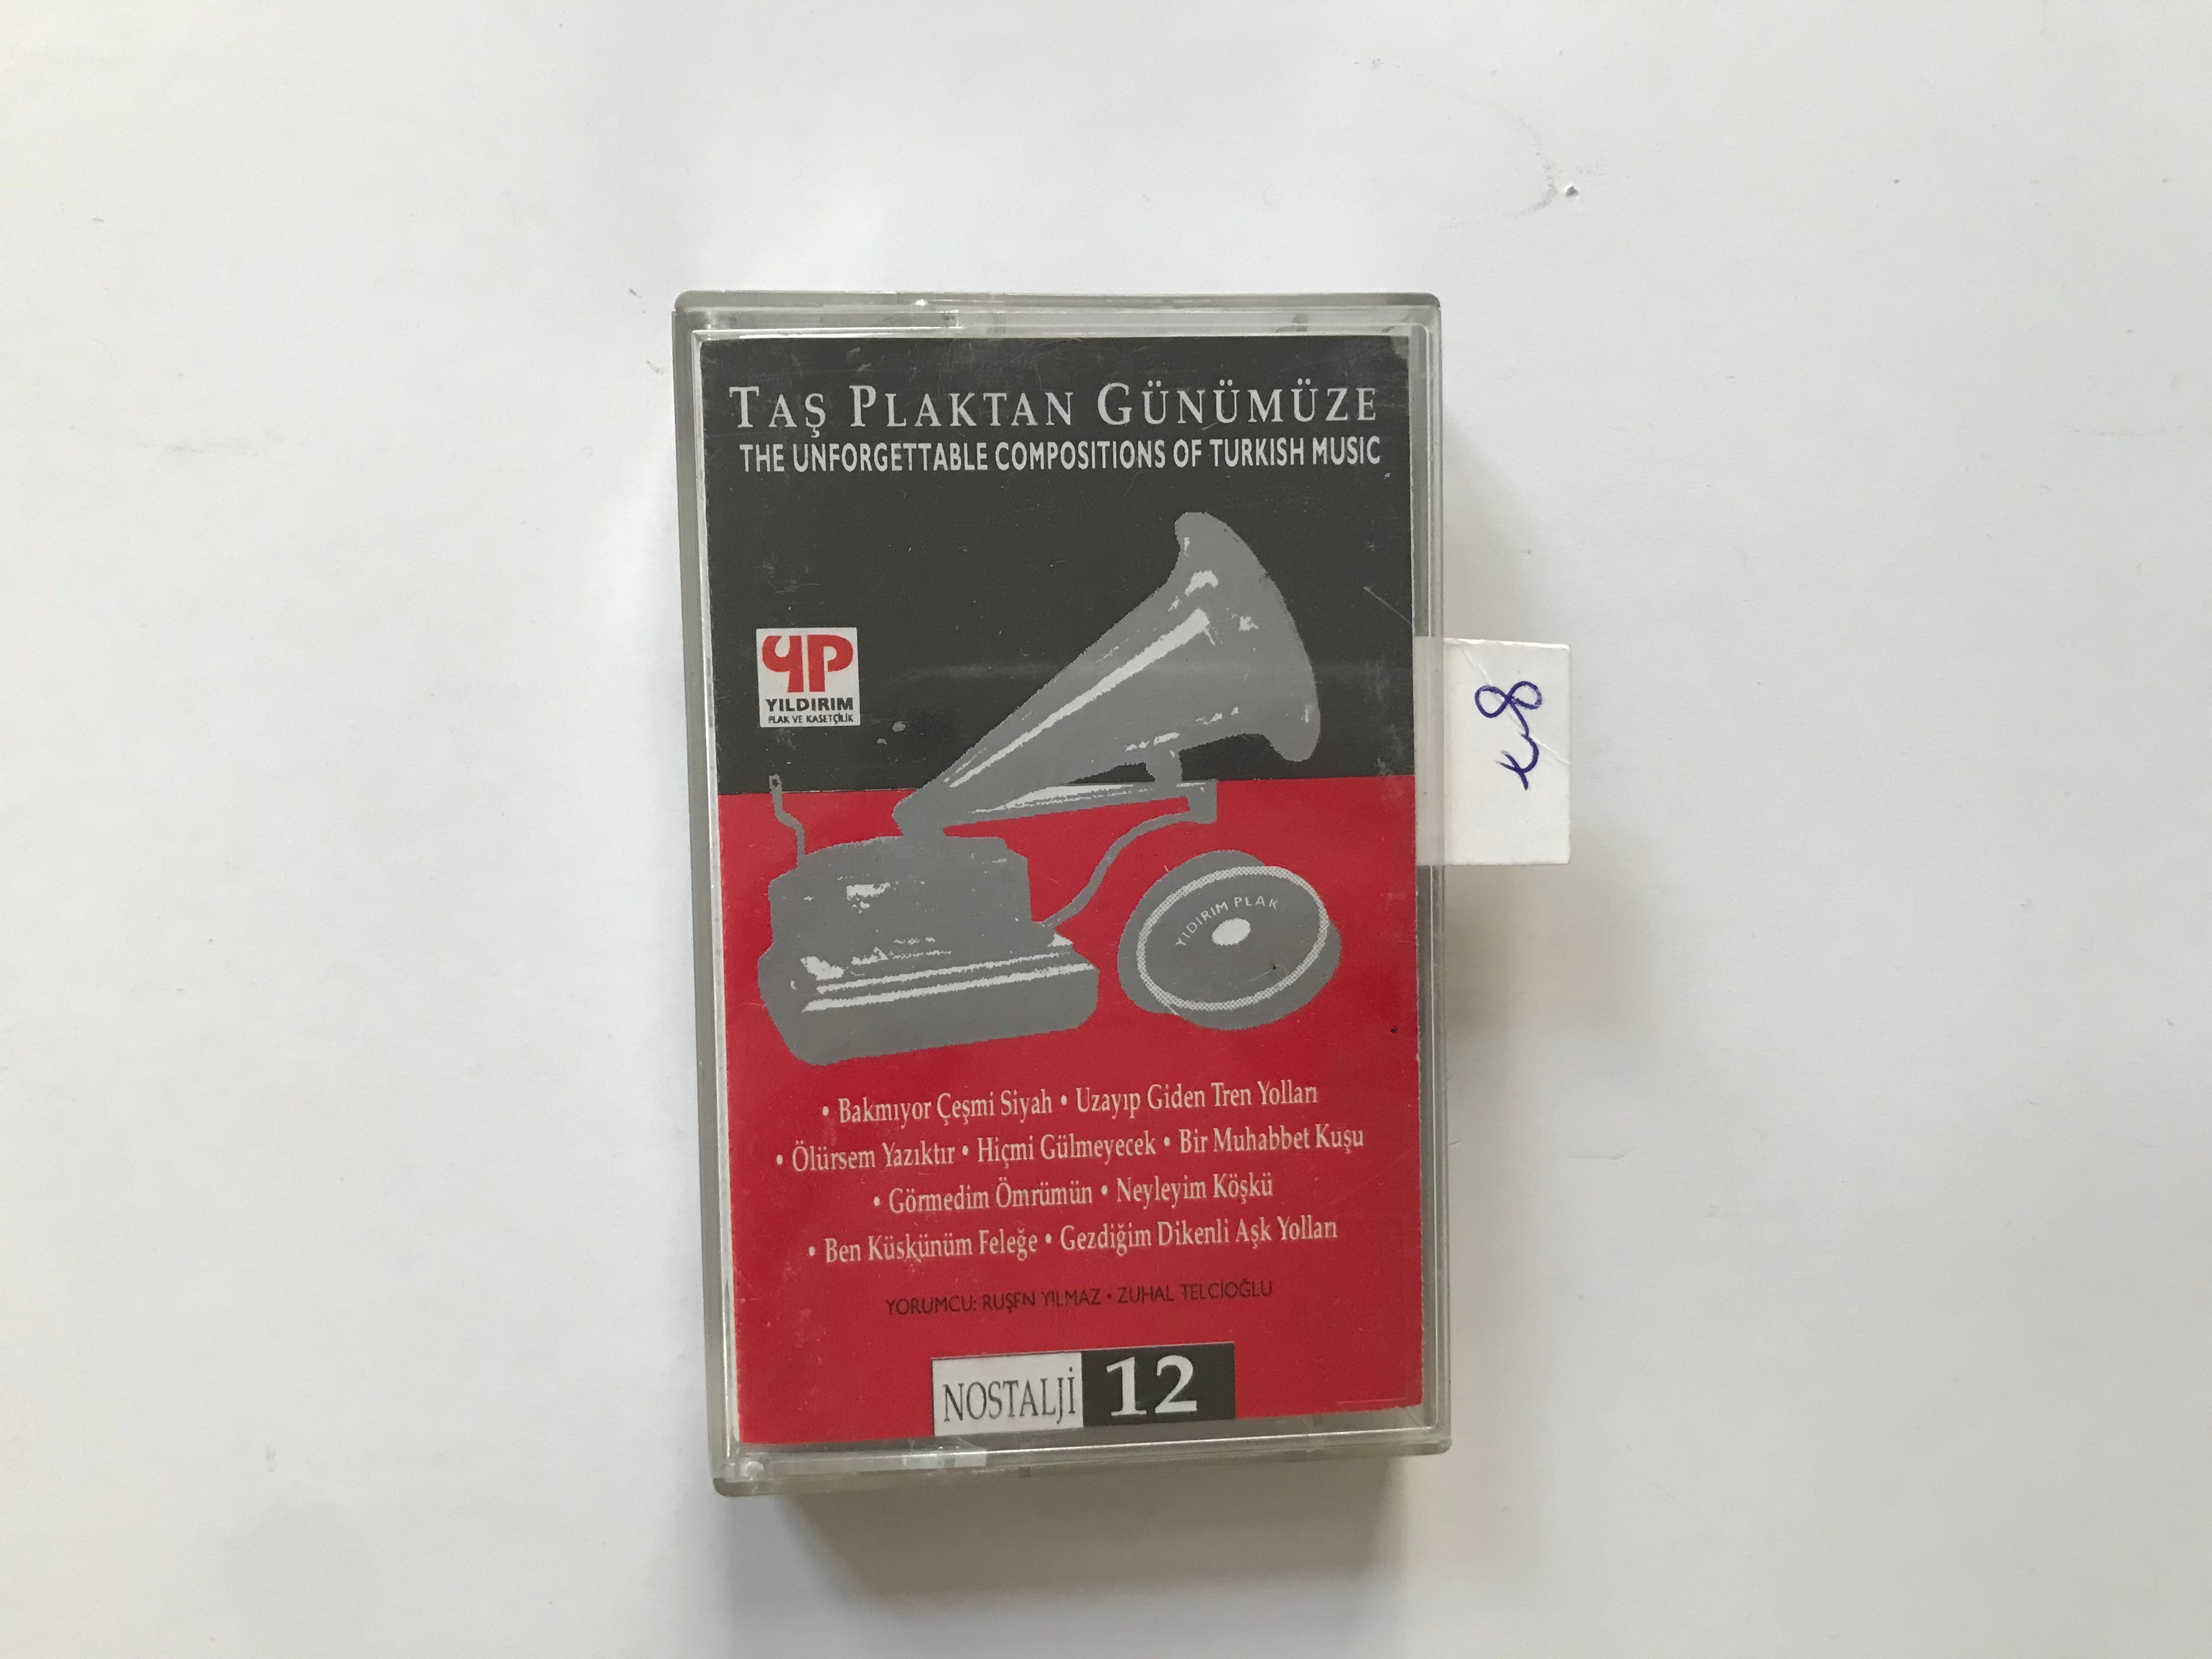 TAŞ PLAKTAN GÜNÜMÜZE
THE UNFORGETTABLE COMPOSITIONS OF TURKISH MUSIC
YP
YILDIRIM
PLAK VE KASETÇİLİK
YIDIRIM PLAK
• Bakmıyor Çeşmi Siyah • Uzayıp Giden Tren Yolları
• Ölürsem Yazıktır • Hiçmi Gülmeyecek • Bir Muhabbet Kuşu
• Görmedim Ömrümün • Neyleyim Köşkü
• Ben Küskünüm Feleğe • Gezdiğim Dikenli Aşk Yolları
YORUMCU: RUŞEN YILMAZ • ZUHAL TELCİOĞLU
NOSTALJİ 12